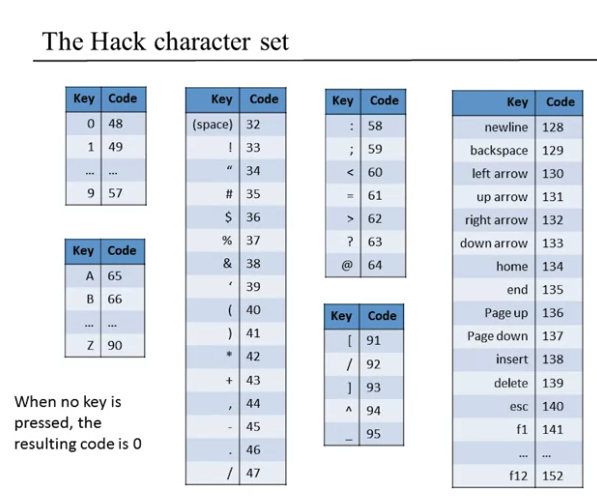 The Hack character set
Key Code
0 48
1 49
... ...
9 57
Key Code
A 65
B 66
... ...
Z 90
When no key is
pressed, the
resulting code is 0
Key Code
(space) 32
! 33
“ 34
# 35
$ 36
% 37
& 38
‘ 39
( 40
) 41
* 42
+ 43
, 44
- 45
. 46
/ 47
Key Code
: 58
; 59
< 60
= 61
> 62
? 63
@ 64
Key Code
[ 91
/ 92
] 93
^ 94
_ 95
Key Code
newline 128
backspace 129
left arrow 130
up arrow 131
right arrow 132
down arrow 133
home 134
end 135
Page up 136
Page down 137
insert 138
delete 139
esc 140
f1 141
... ...
f12 152